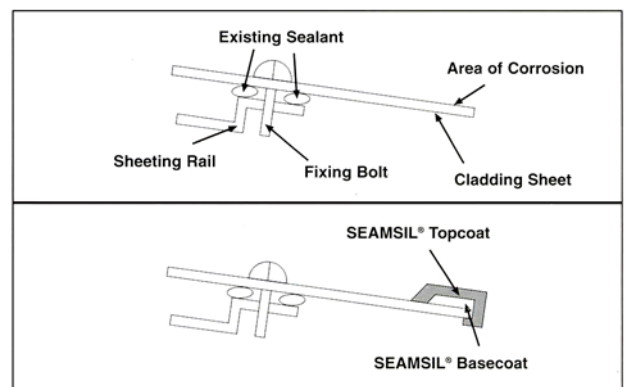 Existing Sealant
Area of Corrosion
Sheeting Rail
Fixing Bolt
Cladding Sheet
SEAMSIL® Topcoat
SEAMSIL® Basecoat